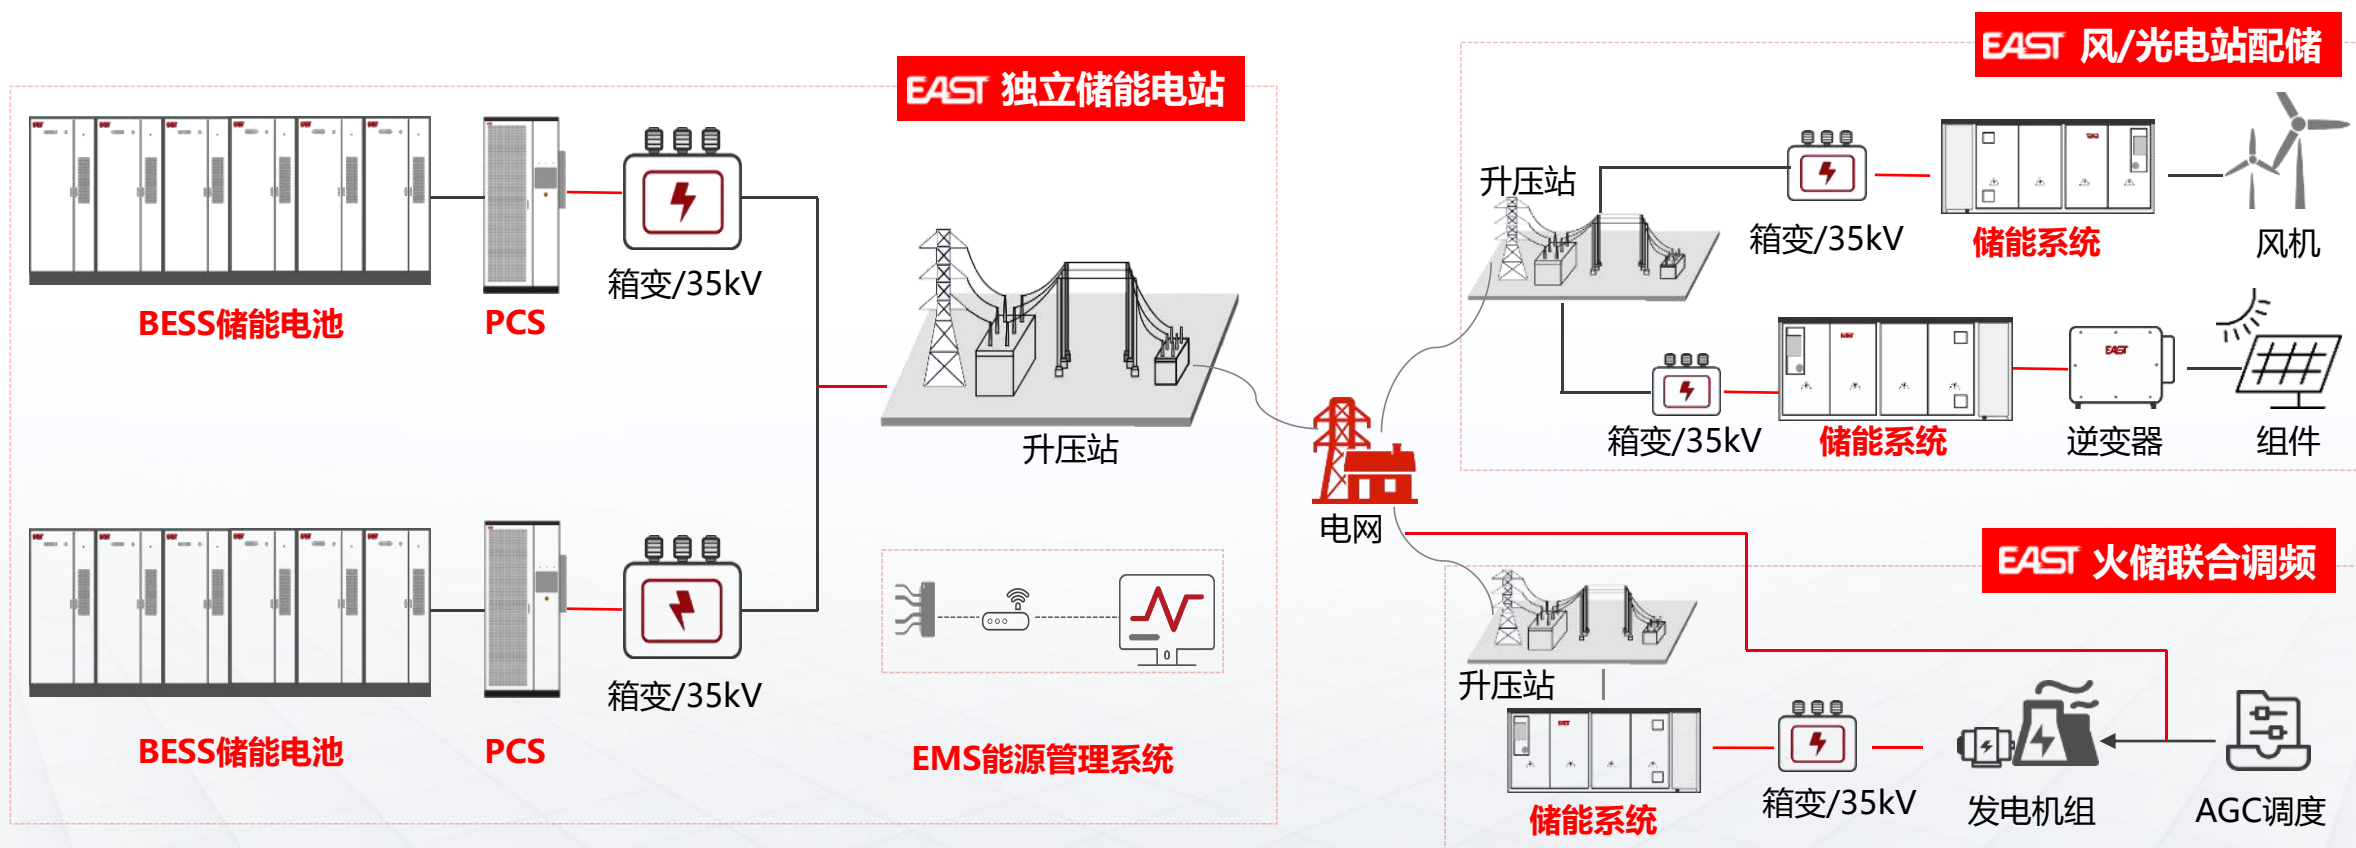 EAST 独立储能电站
箱变/35kV
BESS储能电池
PCS
升压站
箱变/35kV
BESS储能电池
PCS
EMS能源管理系统
电网
EAST 风/光电站配储
升压站
箱变/35kV
储能系统
风机
EAST
箱变/35kV
储能系统
逆变器
组件
EAST 火储联合调频
升压站
储能系统
箱变/35kV
发电机组
AGC调度